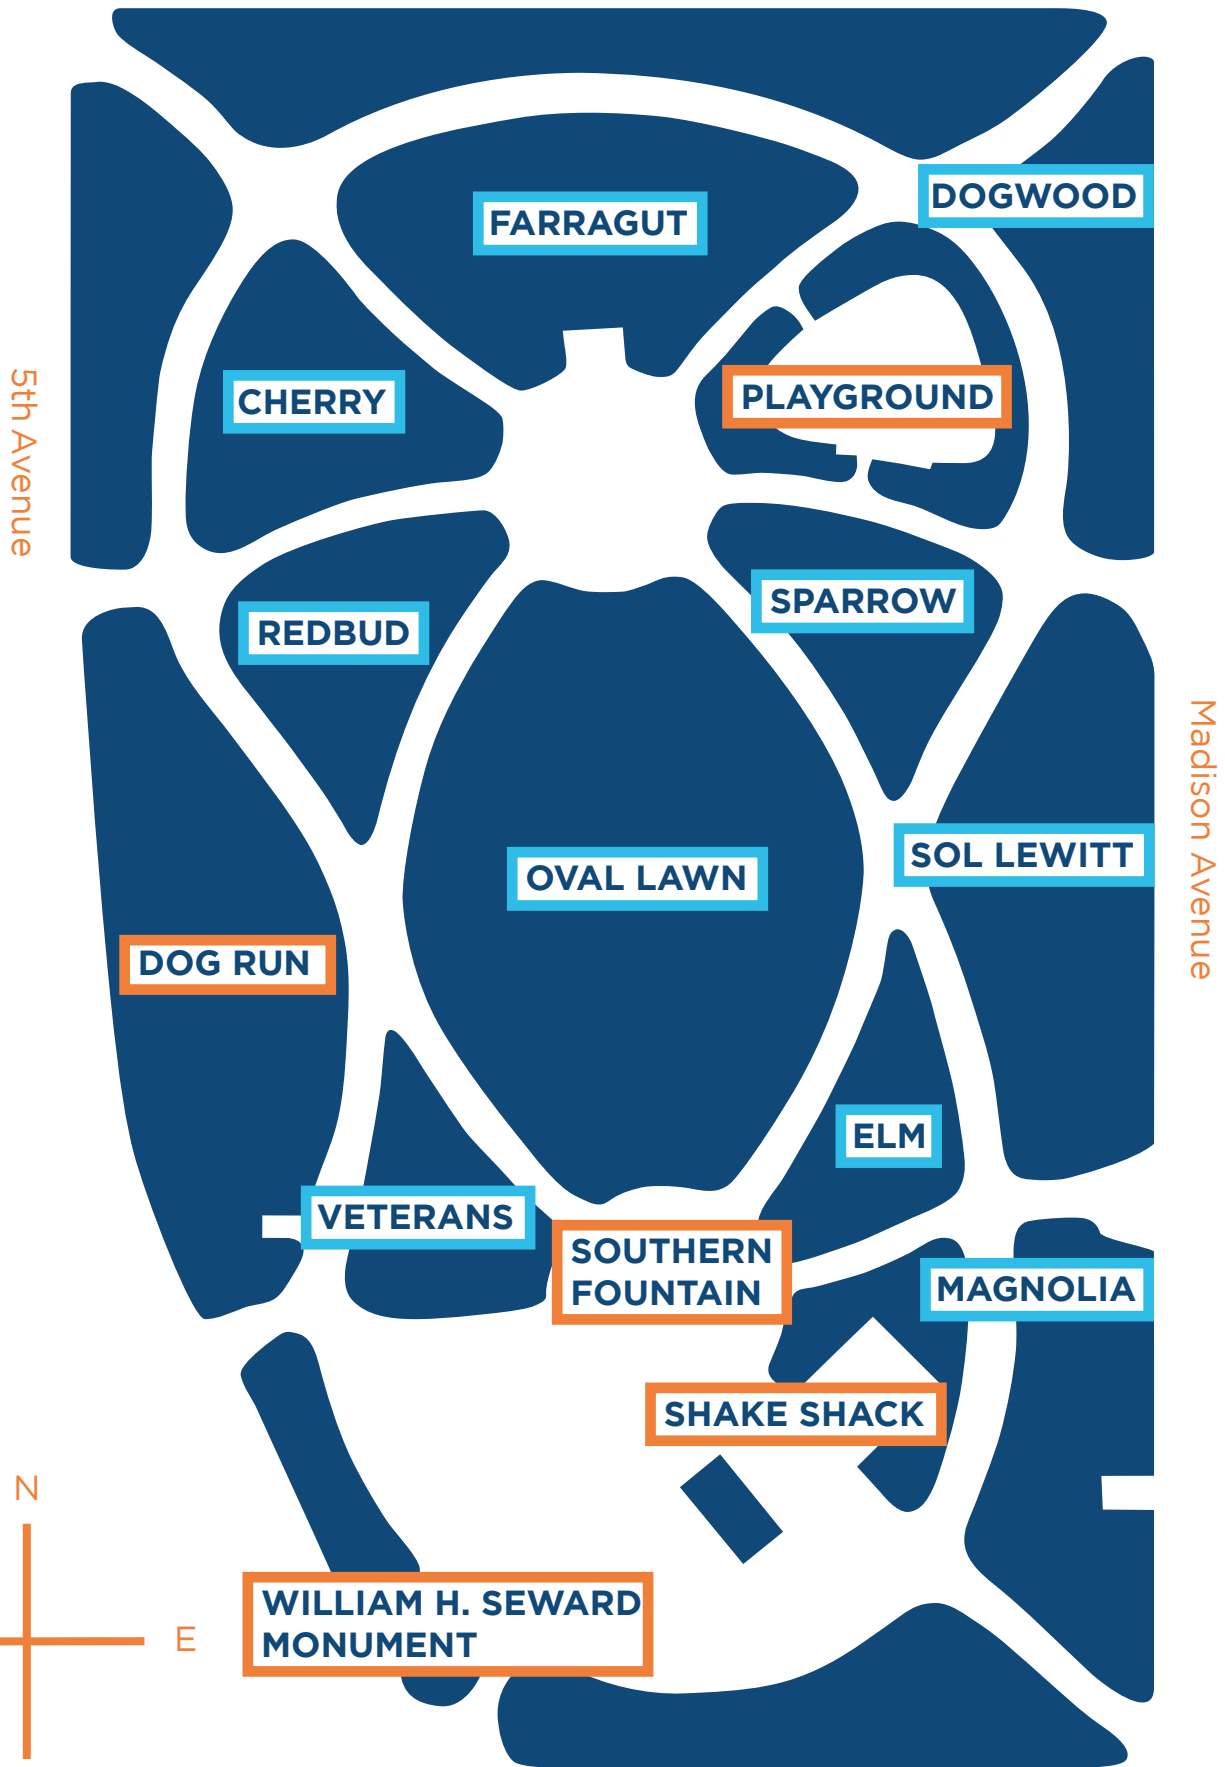 DOGWOOD
FARRAGUT
PLAYGROUND
CHERRY
5th Avenue
SPARROW
REDBUD
Madison Avenue
SOL LEWITT
OVAL LAWN
DOG RUN
ELM
VETERANS
SOUTHERN
FOUNTAIN
MAGNOLIA
SHAKE SHACK
N
E
WILLIAM H. SEWARD
MONUMENT